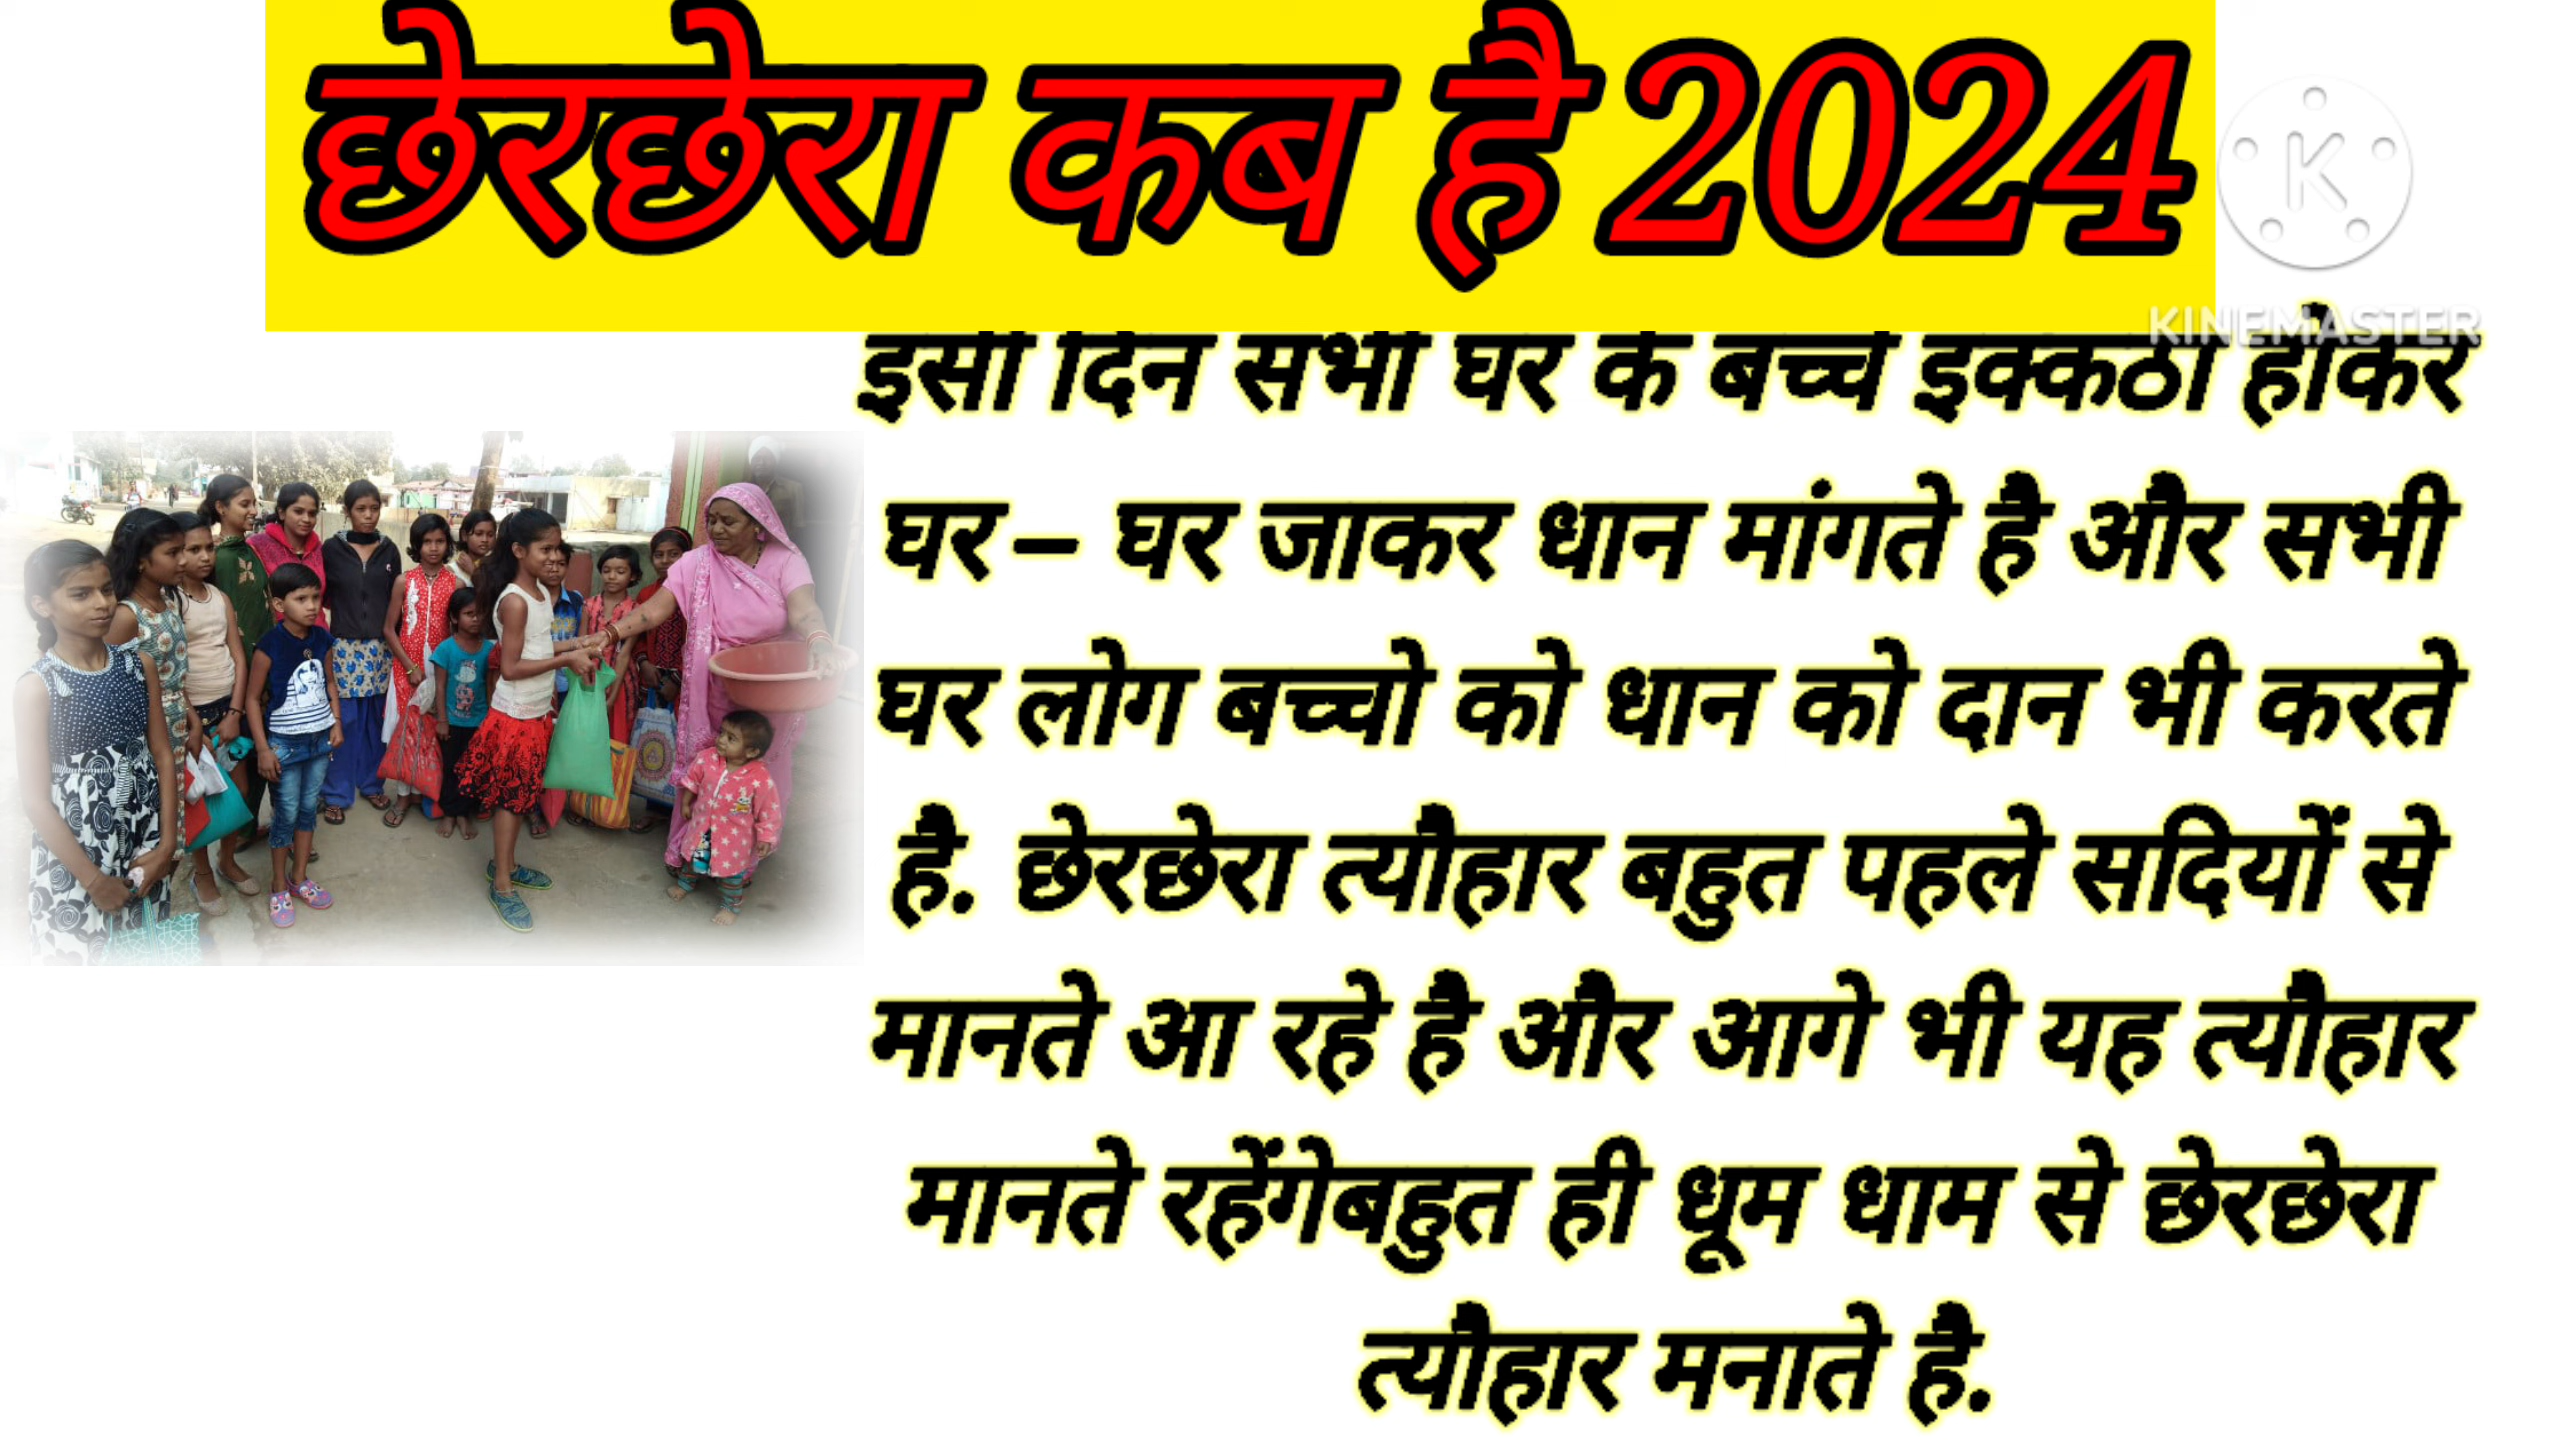 छेरछेरा कब है 2024
K
KINEMASTER
इसी दिन सभी घर के बच्चे इक्कठा होकर
घर– घर जाकर धान मांगते है और सभी
घर लोग बच्चो को धान को दान भी करते
है. छेरछेरा त्यौहार बहुत पहले सदियों से
मानते आ रहे है और आगे भी यह त्यौहार
मानते रहेंगेबहुत ही धूम धाम से छेरछेरा
त्यौहार मनाते है.